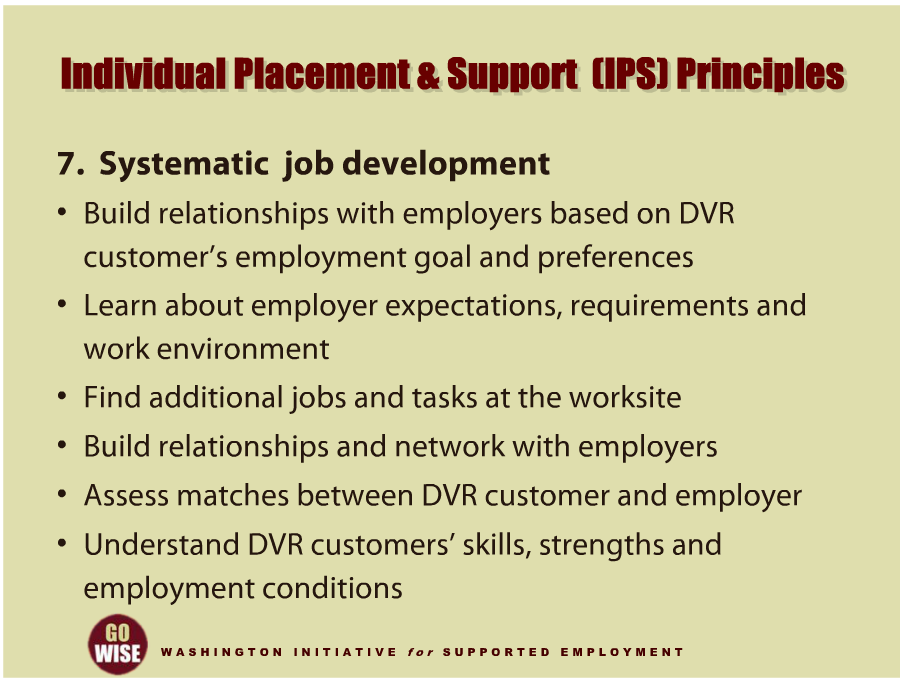 Individual Placement & Support (IPS) Principles
7. Systematic job development
• Build relationships with employers based on DVR
customer’s employment goal and preferences
• Learn about employer expectations, requirements and
work environment
• Find additional jobs and tasks at the worksite
• Build relationships and network with employers
• Assess matches between DVR customer and employer
• Understand DVR customers’ skills, strengths and
employment conditions
GO
WISE
WASHINGTON INITIATIVE for SUPPORTED EMPLOYMENT